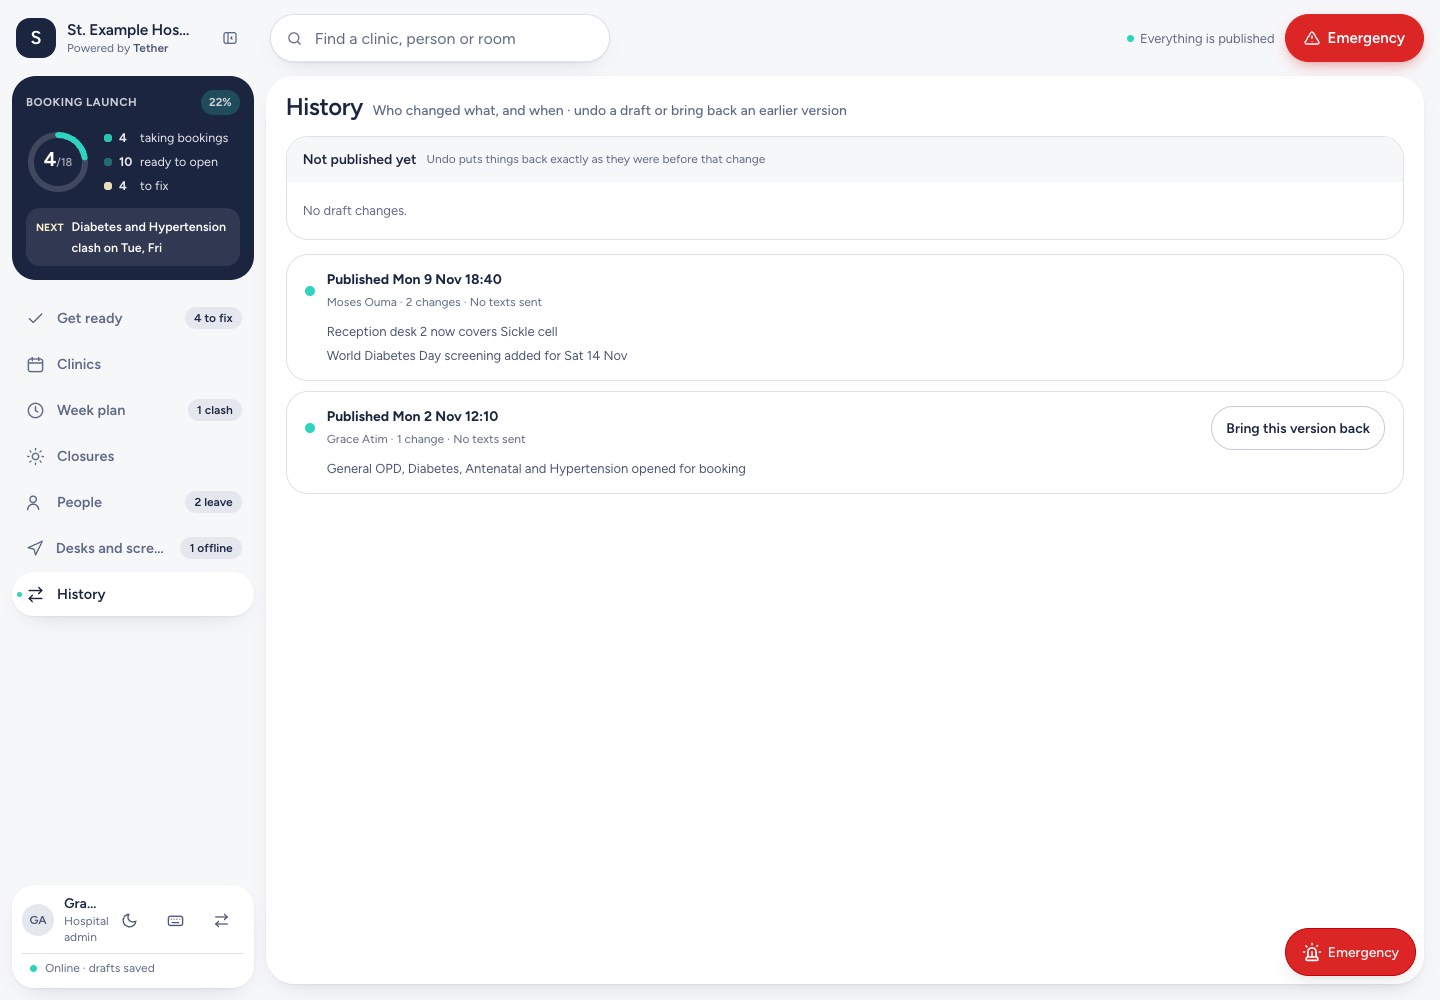 S
St. Example Hos...
Powered by Tether
Find a clinic, person or room
Everything is published
Emergency
BOOKING LAUNCH
22%
4/18
4 taking bookings
10 ready to open
4 to fix
NEXT Diabetes and Hypertension
clash on Tue, Fri
Get ready
4 to fix
Clinics
Week plan
1 clash
Closures
People
2 leave
Desks and scre...
1 offline
History
GA
Gra...
Hospital
admin
Online · drafts saved
History
Who changed what, and when · undo a draft or bring back an earlier version
Not published yet
Undo puts things back exactly as they were before that change
No draft changes.
Published Mon 9 Nov 18:40
Moses Ouma · 2 changes · No texts sent
Reception desk 2 now covers Sickle cell
World Diabetes Day screening added for Sat 14 Nov
Published Mon 2 Nov 12:10
Grace Atim · 1 change · No texts sent
General OPD, Diabetes, Antenatal and Hypertension opened for booking
Bring this version back
Emergency